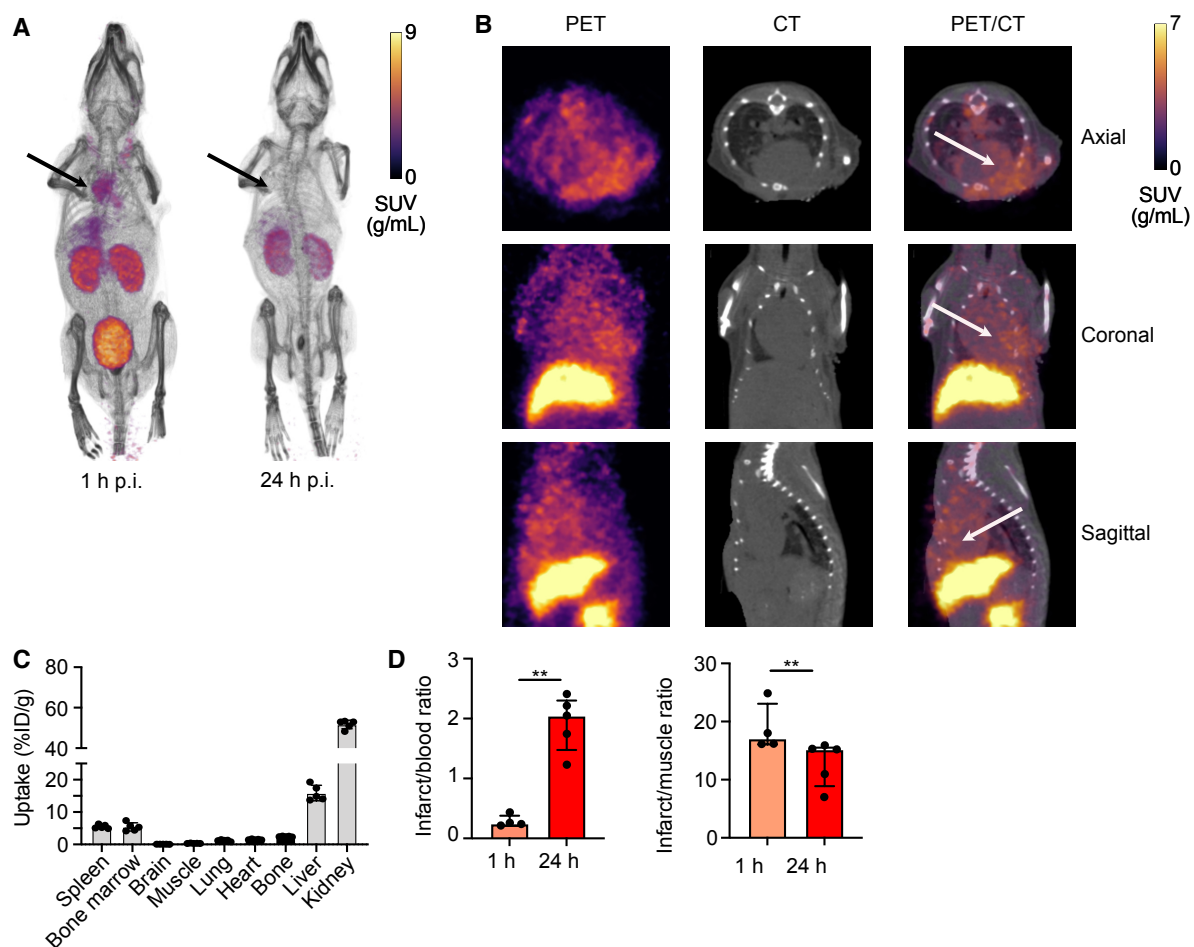 A
9
0
SUV
(g/mL)
1 h p.i.
24 h p.i.
B
PET
CT
PET/CT
7
0
SUV
(g/mL)
Axial
Coronal
Sagittal
C
Uptake (%ID/g)
80
60
40
20
10
0
Spleen
Bone marrow
Brain
Muscle
Lung
Heart
Bone
Liver
Kidney
D
Infarct/blood ratio
3
2
1
0
**
1 h
24 h
Infarct/muscle ratio
30
20
10
0
**
1 h
24 h